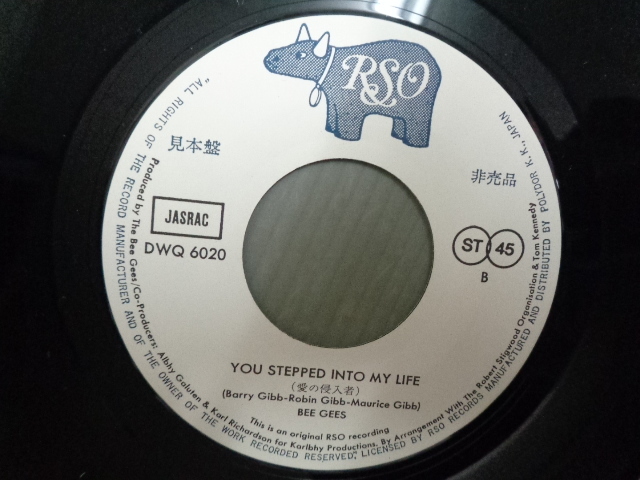 RSO
見本盤
非売品
JASRAC
DWQ 6020
ST 45
B
YOU STEPPED INTO MY LIFE
(愛の侵入者)
(Barry Gibb-Robin Gibb-Maurice Gibb)
BEE GEES
This is an original RSO recording
Produced by The Bee Gees/Co-Producers: Albhy Galuten & Karl Richardson for Karlbhy Productions. By Arrangement With The Robert Stigwood Organisation & Tom Kennedy
"ALL RIGHTS OF THE RECORD MANUFACTURER AND OF THE OWNER OF THE WORK RECORDED RESERVED", LICENSED BY RSO RECORDS MANUFACTURED AND DISTRIBUTED BY POLYDOR K. K., JAPAN